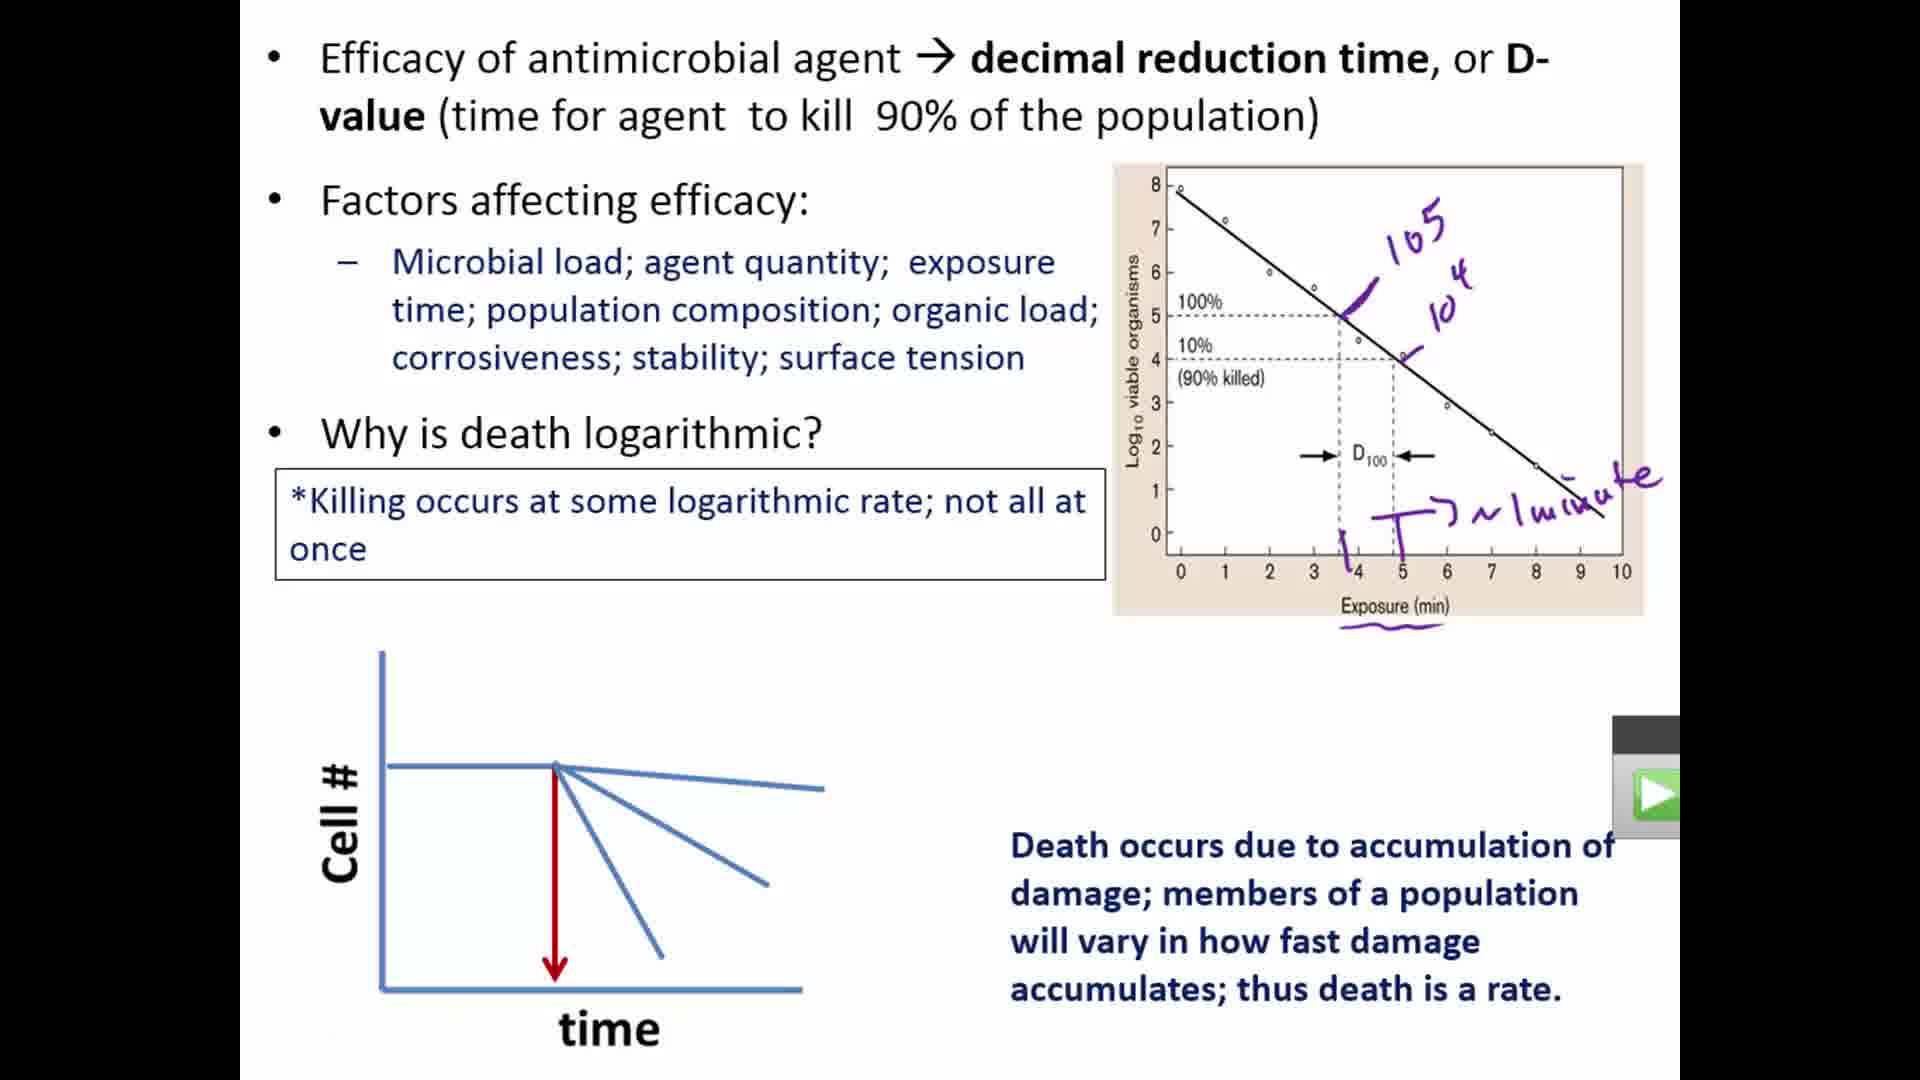 • Efficacy of antimicrobial agent → decimal reduction time, or D-
value (time for agent to kill 90% of the population)
• Factors affecting efficacy:
– Microbial load; agent quantity; exposure
time; population composition; organic load;
corrosiveness; stability; surface tension
• Why is death logarithmic?
*Killing occurs at some logarithmic rate; not all at
once
Log10 viable organisms
8
7
6
5
4
3
2
1
0
100%
10%
(90% killed)
D100
10^5
10^4
~1 minute
0 1 2 3 4 5 6 7 8 9 10
Exposure (min)
Cell #
time
Death occurs due to accumulation of
damage; members of a population
will vary in how fast damage
accumulates; thus death is a rate.